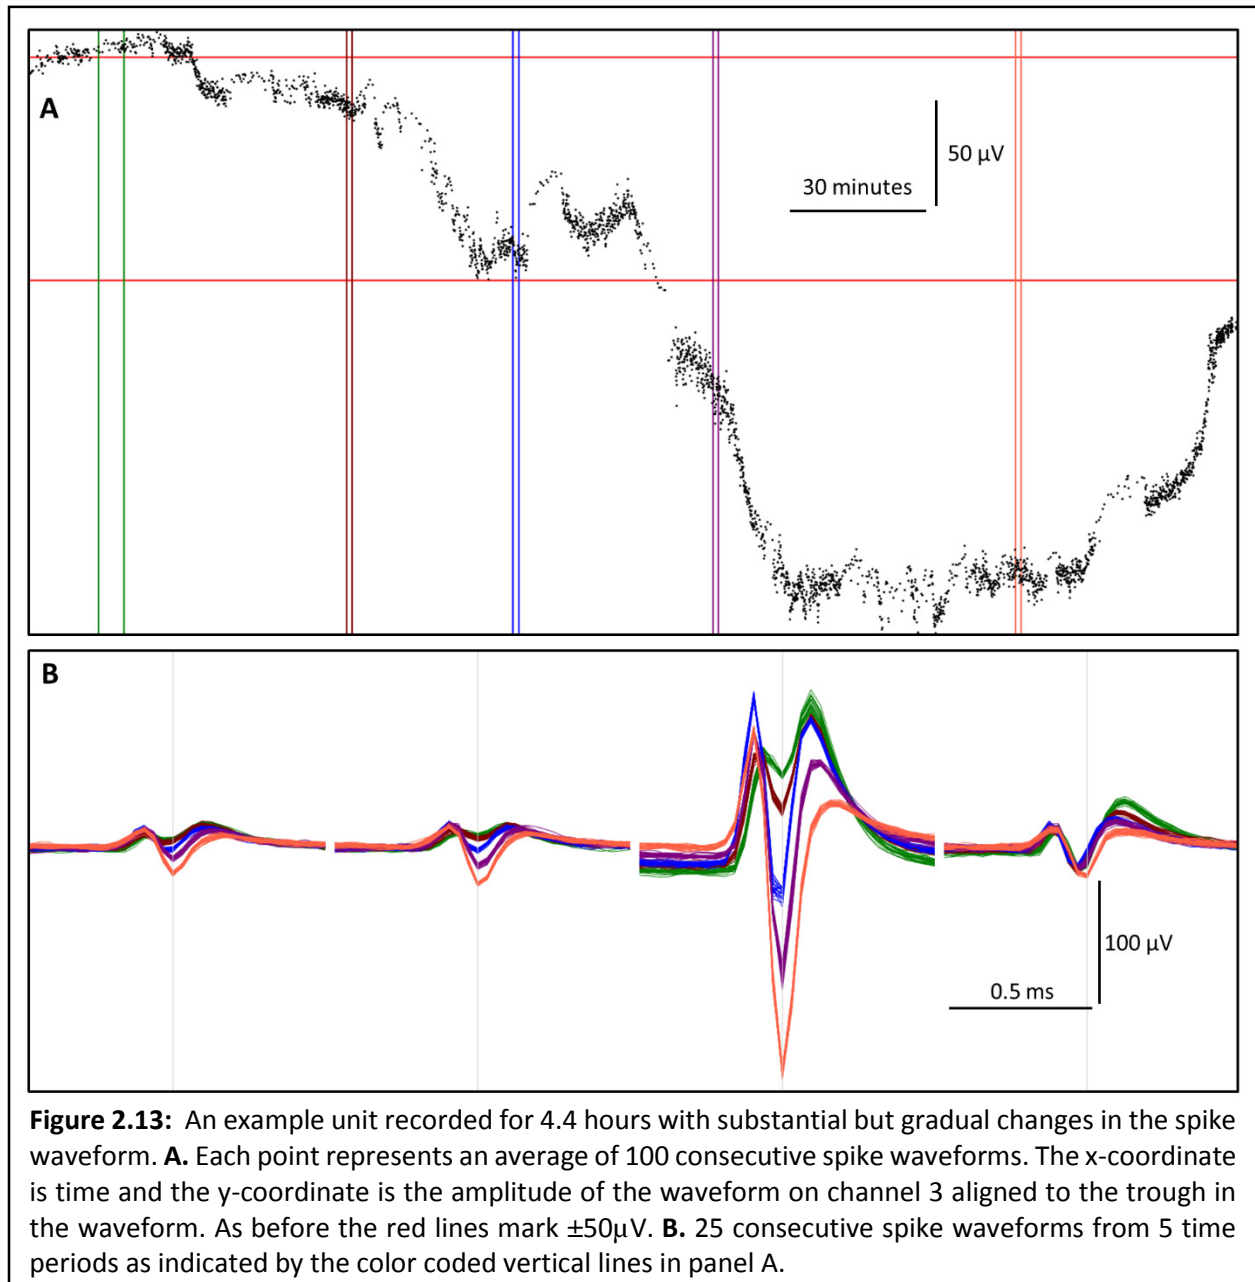 A
50 µV
30 minutes
B
100 µV
0.5 ms
Figure 2.13: An example unit recorded for 4.4 hours with substantial but gradual changes in the spike
waveform. A. Each point represents an average of 100 consecutive spike waveforms. The x-coordinate
is time and the y-coordinate is the amplitude of the waveform on channel 3 aligned to the trough in
the waveform. As before the red lines mark ±50µV. B. 25 consecutive spike waveforms from 5 time
periods as indicated by the color coded vertical lines in panel A.